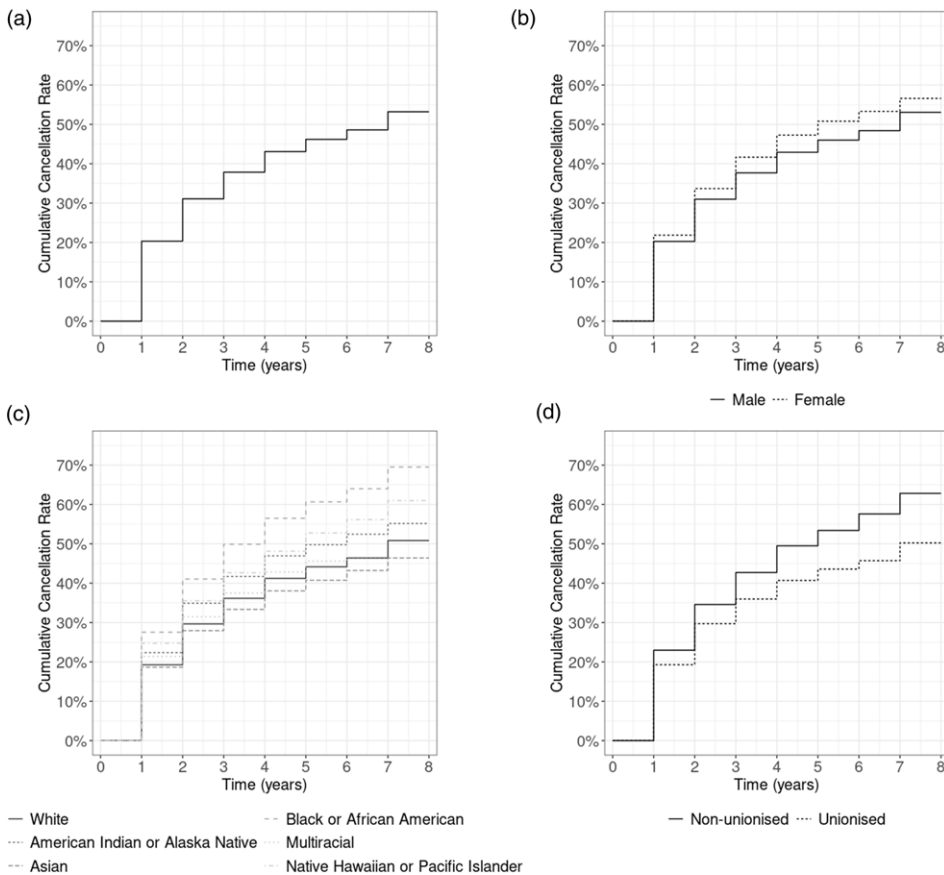 (a)
70%
60%
50%
40%
30%
20%
10%
0%
Cumulative Cancellation Rate
0 1 2 3 4 5 6 7 8
Time (years)
(b)
70%
60%
50%
40%
30%
20%
10%
0%
Cumulative Cancellation Rate
0 1 2 3 4 5 6 7 8
Time (years)
Male Female
(c)
70%
60%
50%
40%
30%
20%
10%
0%
Cumulative Cancellation Rate
0 1 2 3 4 5 6 7 8
Time (years)
White Black or African American
American Indian or Alaska Native Multiracial
Asian Native Hawaiian or Pacific Islander
(d)
70%
60%
50%
40%
30%
20%
10%
0%
Cumulative Cancellation Rate
0 1 2 3 4 5 6 7 8
Time (years)
Non-unionised Unionised